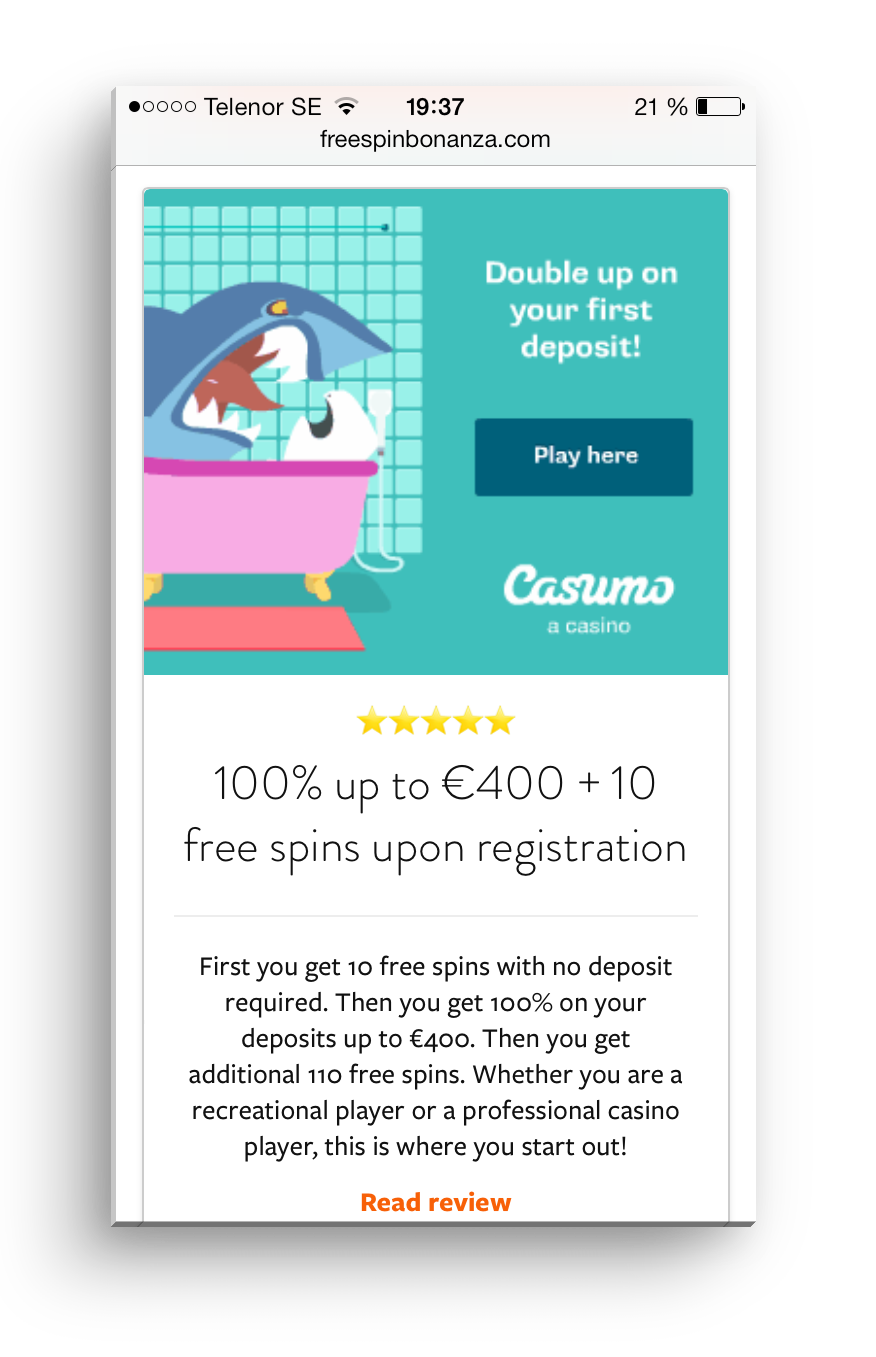 Telenor SE 19:37 21 %
freespinbonanza.com
Double up on
your first
deposit!
Play here
Casumo
a casino
100% up to €400 + 10
free spins upon registration
First you get 10 free spins with no deposit
required. Then you get 100% on your
deposits up to €400. Then you get
additional 110 free spins. Whether you are a
recreational player or a professional casino
player, this is where you start out!
Read review